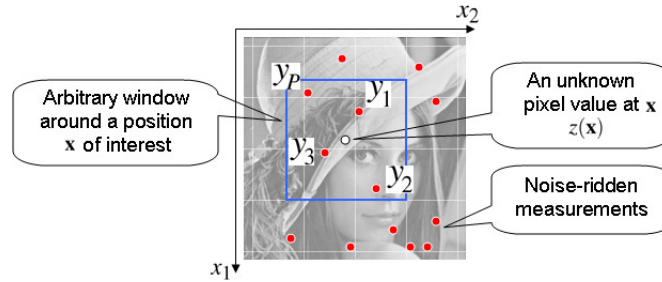 x₂
Arbitrary window
around a position
x of interest
y_P
y₁
y₃
y₂
An unknown
pixel value at x
z(x)
Noise-ridden
measurements
x₁